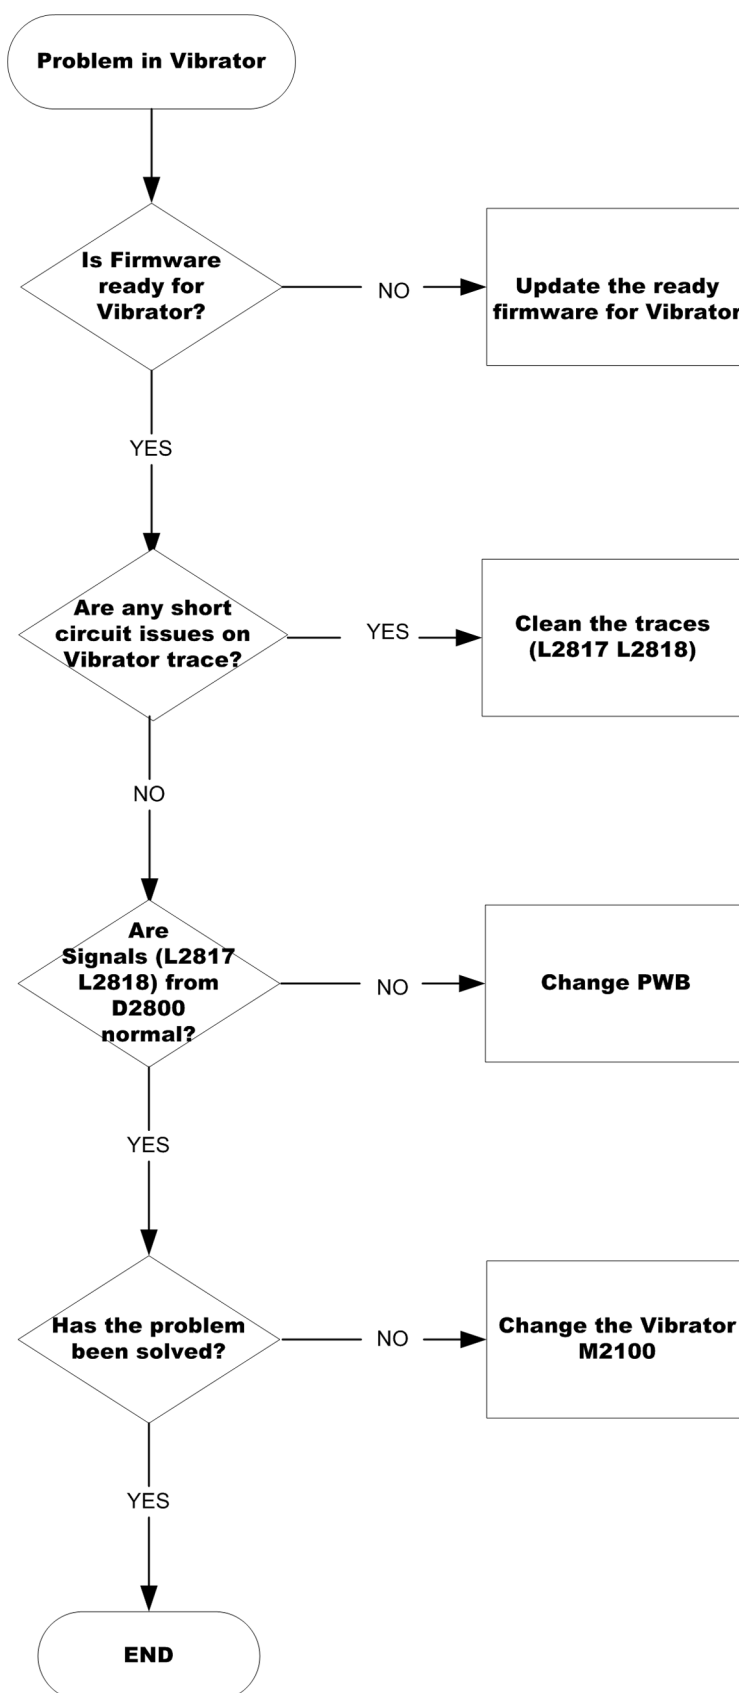 Problem in Vibrator
Is Firmware
ready for
Vibrator?
NO
Update the ready
firmware for Vibrator
YES
Are any short
circuit issues on
Vibrator trace?
YES
Clean the traces
(L2817 L2818)
NO
Are
Signals (L2817
L2818) from
D2800
normal?
NO
Change PWB
YES
Has the problem
been solved?
NO
Change the Vibrator
M2100
YES
END